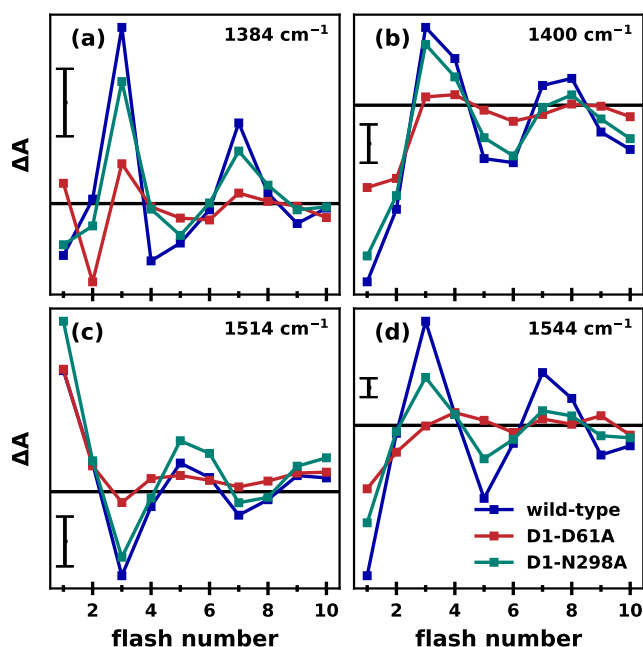 (a) 1384 cm⁻¹
(b) 1400 cm⁻¹
ΔA
(c) 1514 cm⁻¹
(d) 1544 cm⁻¹
ΔA
wild-type
D1-D61A
D1-N298A
2 4 6 8 10
2 4 6 8 10
flash number
flash number